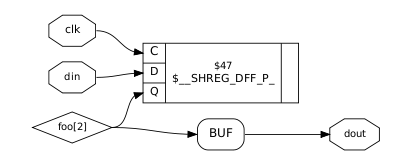 clk
din
foo[2]
C
D
Q
$47
$__SHREG_DFF_P_
BUF
dout